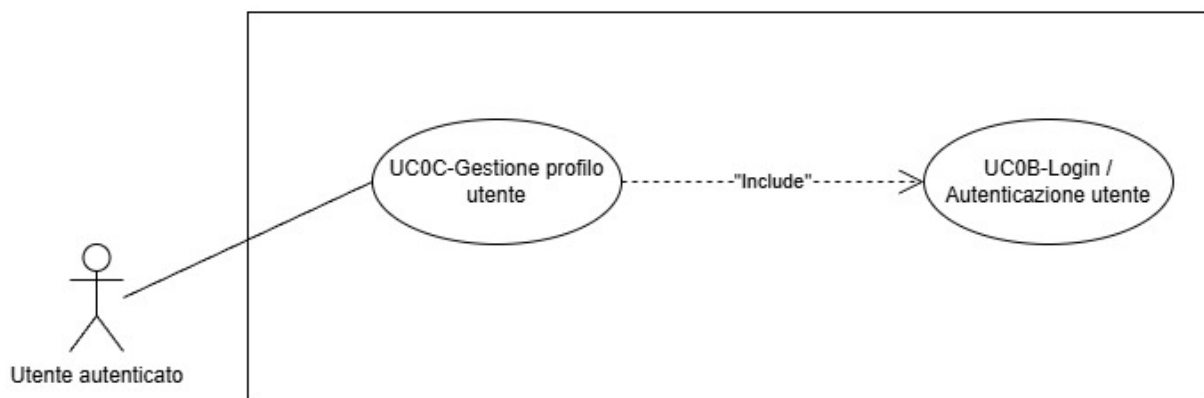 UC0C-Gestione profilo
utente
"Include"
UC0B-Login /
Autenticazione utente
Utente autenticato